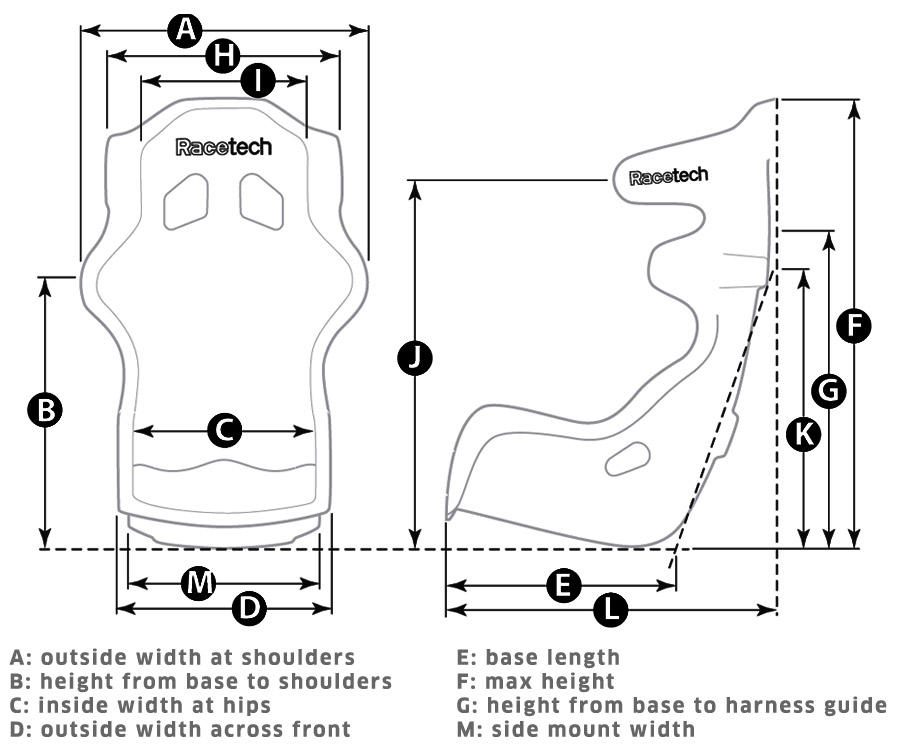 A
H
I
Racetech
Racetech
J
F
G
B
C
K
E
M
D
L
A: outside width at shoulders
B: height from base to shoulders
C: inside width at hips
D: outside width across front
E: base length
F: max height
G: height from base to harness guide
M: side mount width